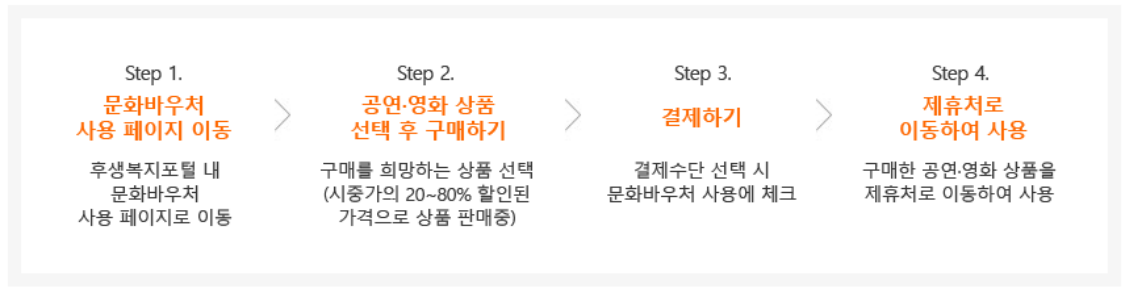 Step 1.
문화바우처
사용 페이지 이동
후생복지포털 내
문화바우처
사용 페이지로 이동
Step 2.
공연·영화 상품
선택 후 구매하기
구매를 희망하는 상품 선택
(시중가의 20~80% 할인된
가격으로 상품 판매중)
Step 3.
결제하기
결제수단 선택 시
문화바우처 사용에 체크
Step 4.
제휴처로
이동하여 사용
구매한 공연·영화 상품을
제휴처로 이동하여 사용